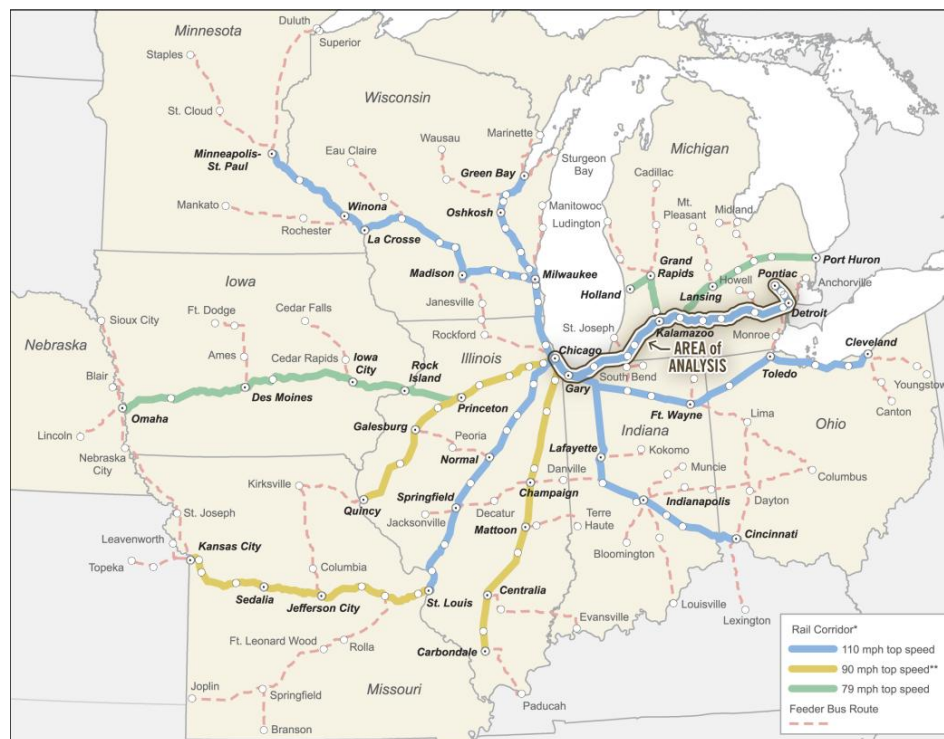 Duluth
Minnesota
Superior
Staples
Wisconsin
St. Cloud
Wausau
Marinette
Minneapolis-
St. Paul
Eau Claire
Green Bay
Sturgeon
Bay
Michigan
Cadillac
Mankato
Winona
Oshkosh
Manitowoc
Ludington
Mt.
Pleasant
Midland
Rochester
La Crosse
Grand
Rapids
Port Huron
Pontiac
Madison
Milwaukee
Holland
Lansing
Howell
Anchorville
Iowa
Janesville
Detroit
Sioux City
Ft. Dodge
Cedar Falls
Rockford
St. Joseph
Kalamazoo
Monroe
Nebraska
Ames
Cedar Rapids
Iowa
City
Rock
Island
Illinois
Chicago
AREA of
ANALYSIS
Cleveland
Blair
Gary
South Bend
Toledo
Youngstown
Omaha
Des Moines
Princeton
Ft. Wayne
Canton
Lincoln
Galesburg
Peoria
Indiana
Lima
Ohio
Nebraska
City
Normal
Lafayette
Kokomo
Kirksville
Danville
Muncie
Columbus
Quincy
Springfield
Champaign
Indianapolis
Dayton
St. Joseph
Jacksonville
Decatur
Mattoon
Terre
Haute
Leavenworth
Kansas City
Bloomington
Cincinnati
Topeka
Columbia
Sedalia
Jefferson City
St. Louis
Centralia
Louisville
Evansville
Lexington
Ft. Leonard Wood
Rolla
Carbondale
Joplin
Springfield
Missouri
Paducah
Branson
Rail Corridor*
110 mph top speed
90 mph top speed**
79 mph top speed
Feeder Bus Route